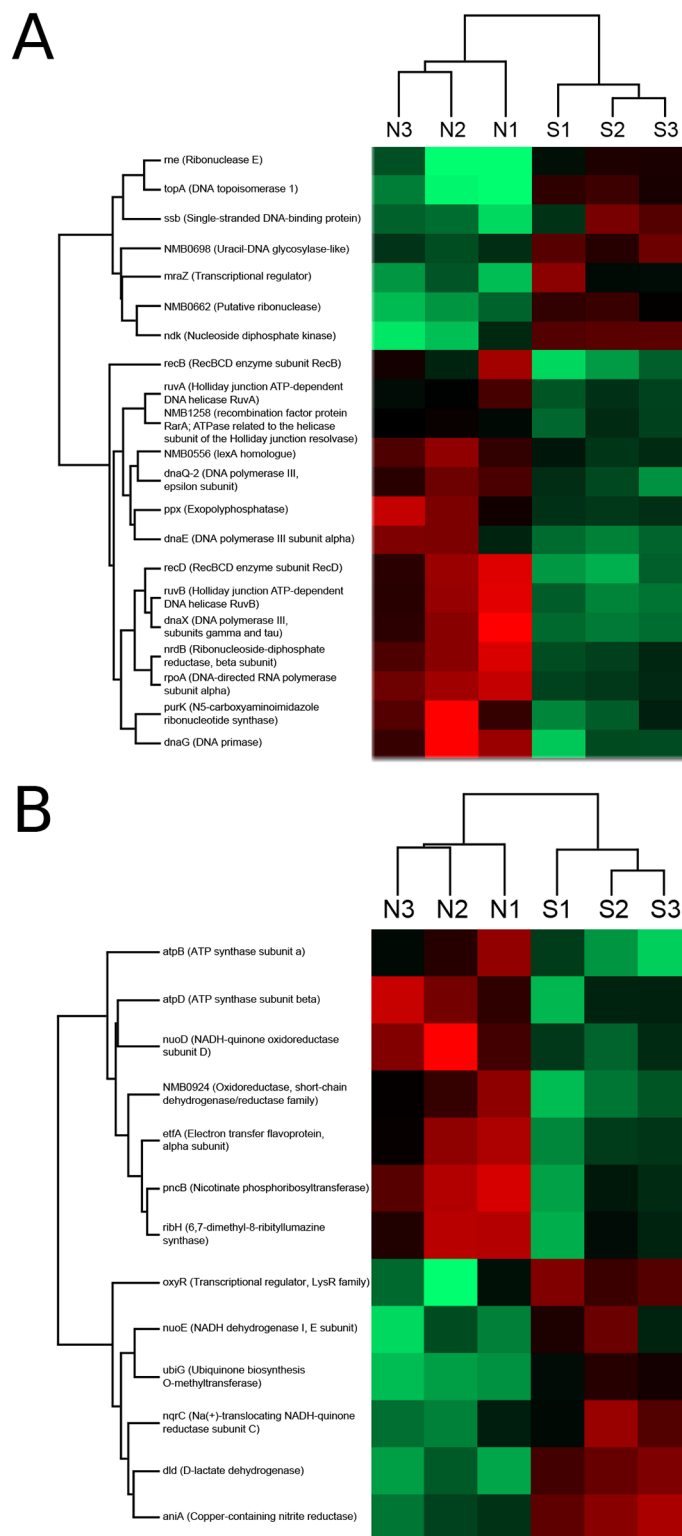 A
N3 N2 N1 S1 S2 S3
rne (Ribonuclease E)
topA (DNA topoisomerase 1)
ssb (Single-stranded DNA-binding protein)
NMB0698 (Uracil-DNA glycosylase-like)
mraZ (Transcriptional regulator)
NMB0662 (Putative ribonuclease)
ndk (Nucleoside diphosphate kinase)
recB (RecBCD enzyme subunit RecB)
ruvA (Holliday junction ATP-dependent
DNA helicase RuvA)
NMB1258 (recombination factor protein
RarA; ATPase related to the helicase
subunit of the Holliday junction resolvase)
NMB0556 (lexA homologue)
dnaQ-2 (DNA polymerase III,
epsilon subunit)
ppx (Exopolyphosphatase)
dnaE (DNA polymerase III subunit alpha)
recD (RecBCD enzyme subunit RecD)
ruvB (Holliday junction ATP-dependent
DNA helicase RuvB)
dnaX (DNA polymerase III,
subunits gamma and tau)
nrdB (Ribonucleoside-diphosphate
reductase, beta subunit)
rpoA (DNA-directed RNA polymerase
subunit alpha)
purK (N5-carboxyaminoimidazole
ribonucleotide synthase)
dnaG (DNA primase)
B
N3 N2 N1 S1 S2 S3
atpB (ATP synthase subunit a)
atpD (ATP synthase subunit beta)
nuoD (NADH-quinone oxidoreductase
subunit D)
NMB0924 (Oxidoreductase, short-chain
dehydrogenase/reductase family)
etfA (Electron transfer flavoprotein,
alpha subunit)
pncB (Nicotinate phosphoribosyltransferase)
ribH (6,7-dimethyl-8-ribityllumazine
synthase)
oxyR (Transcriptional regulator, LysR family)
nuoE (NADH dehydrogenase I, E subunit)
ubiG (Ubiquinone biosynthesis
O-methyltransferase)
nqrC (Na(+)-translocating NADH-quinone
reductase subunit C)
dld (D-lactate dehydrogenase)
aniA (Copper-containing nitrite reductase)